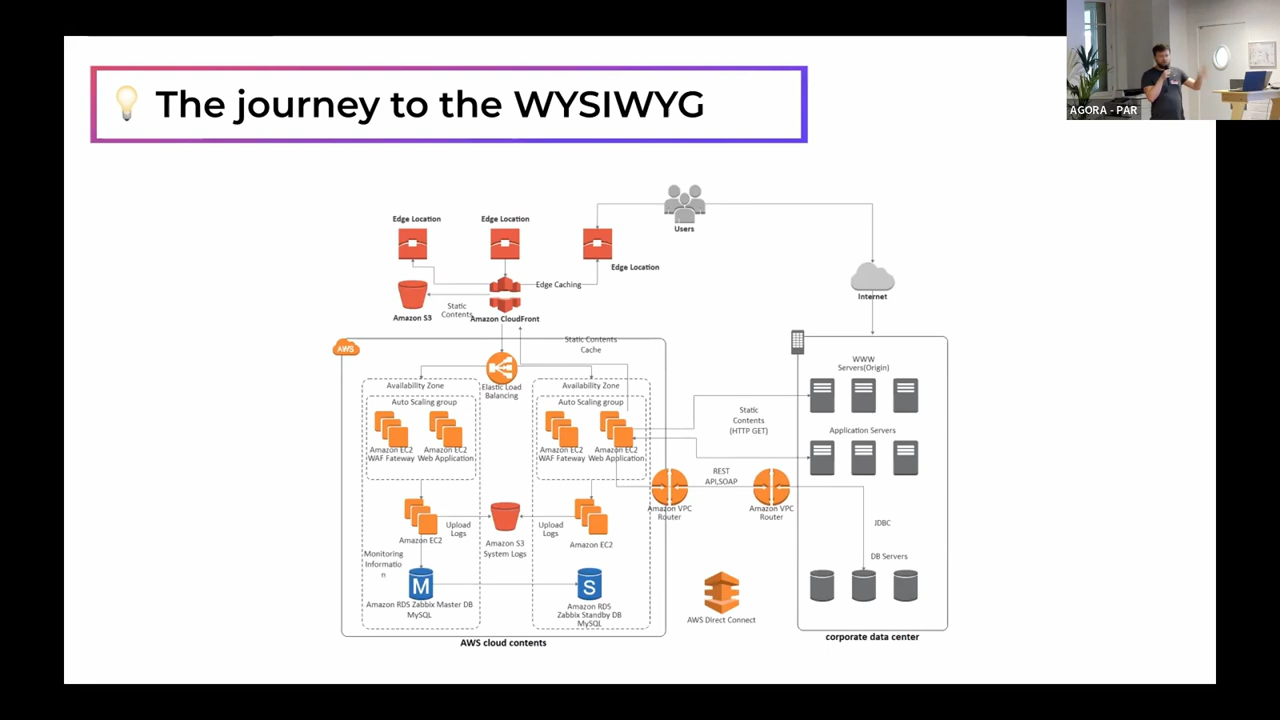 The journey to the WYSIWYG
AGORA - PAR
Users
Edge Location
Edge Location
Edge Location
Edge Caching
Internet
Amazon S3
Static
Contents
Amazon CloudFront
AWS
Static Contents
Cache
Elastic Load
Balancing
Availability Zone
Auto Scaling group
Amazon EC2
WAF Fateway
Amazon EC2
Web Application
Availability Zone
Auto Scaling group
Amazon EC2
WAF Fateway
Amazon EC2
Web Application
WWW
Servers(Origin)
Static
Contents
(HTTP GET)
Application Servers
REST
API,SOAP
Amazon VPC
Router
Amazon VPC
Router
Amazon EC2
Upload
Logs
Amazon S3
System Logs
Upload
Logs
Amazon EC2
JDBC
DB Servers
Monitoring
Informatio
n
M
Amazon RDS Zabbix Master DB
MySQL
S
Amazon RDS
Zabbix Standby DB
MySQL
AWS Direct Connect
AWS cloud contents
corporate data center